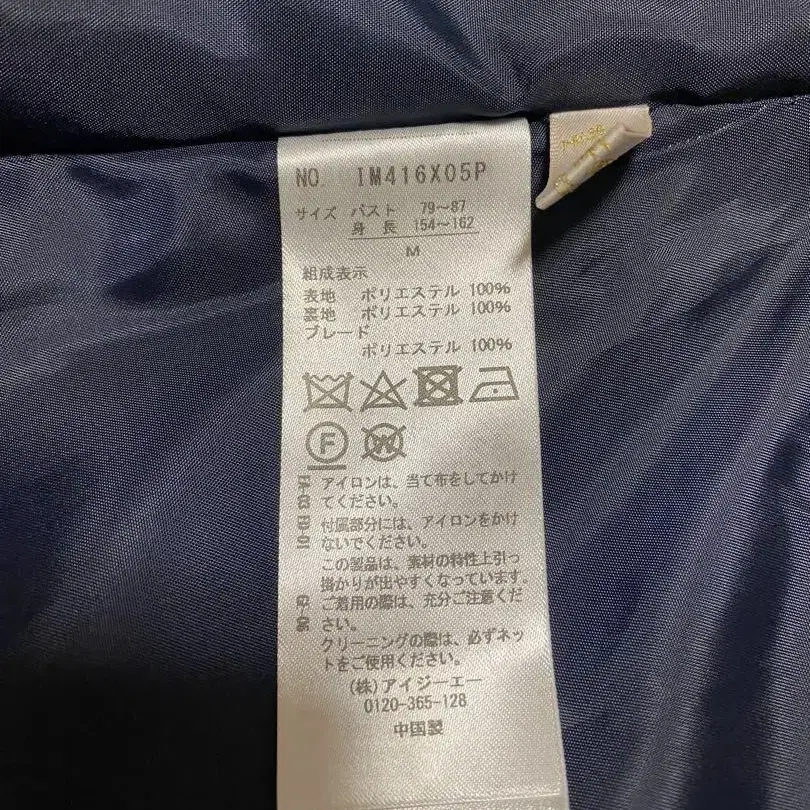 NO. IM416X05P
サイズ バスト 79～87
身長 154～162
M
組成表示
表地 ポリエステル 100%
裏地 ポリエステル 100%
ブレード
ポリエステル 100%
F W
アイロンは、当て布をしてかけ
てください。
付属部分には、アイロンをかけ
ないでください。
この製品は、素材の特性上引っ
掛かりが出やすくなっています。
ご着用の際は、充分ご注意くだ
さい。
クリーニングの際は、必ずネッ
トをご使用ください。
(株)アイジーエー
0120-365-128
中国製